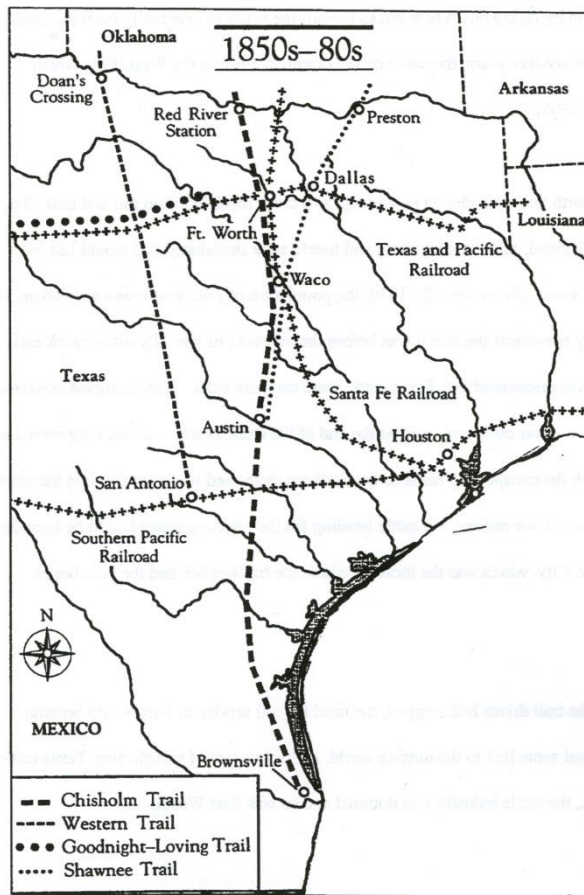 Oklahoma
1850s–80s
Doan's
Crossing
Arkansas
Red River
Station
Preston
Dallas
Louisiana
Ft. Worth
Texas and Pacific
Railroad
Waco
Texas
Santa Fe Railroad
Austin
Houston
San Antonio
Southern Pacific
Railroad
N
MEXICO
Brownsville
Chisholm Trail
Western Trail
Goodnight–Loving Trail
Shawnee Trail